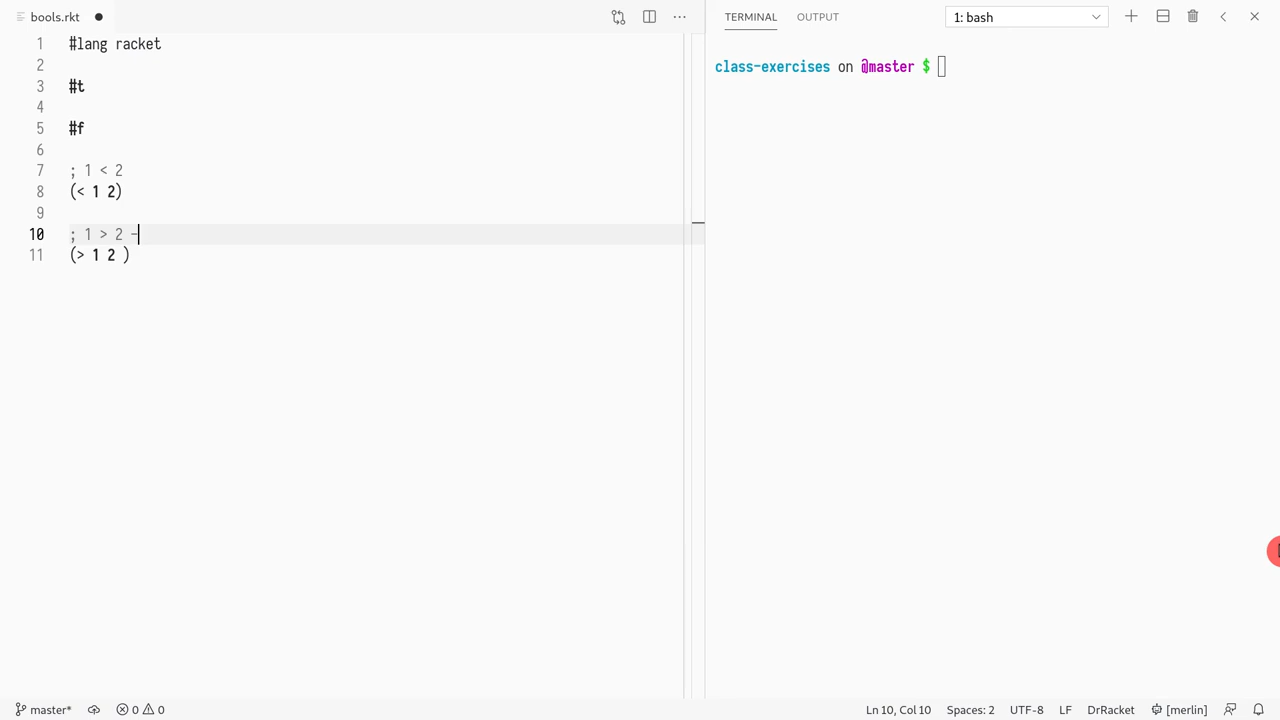 bools.rkt
TERMINAL OUTPUT 1: bash
1 #lang racket
2
3 #t
4
5 #f
6
7 ; 1 < 2
8 (< 1 2)
9
10 ; 1 > 2 -
11 (> 1 2 )
class-exercises on @master $
master* 0 0 Ln 10, Col 10 Spaces: 2 UTF-8 LF DrRacket [merlin]